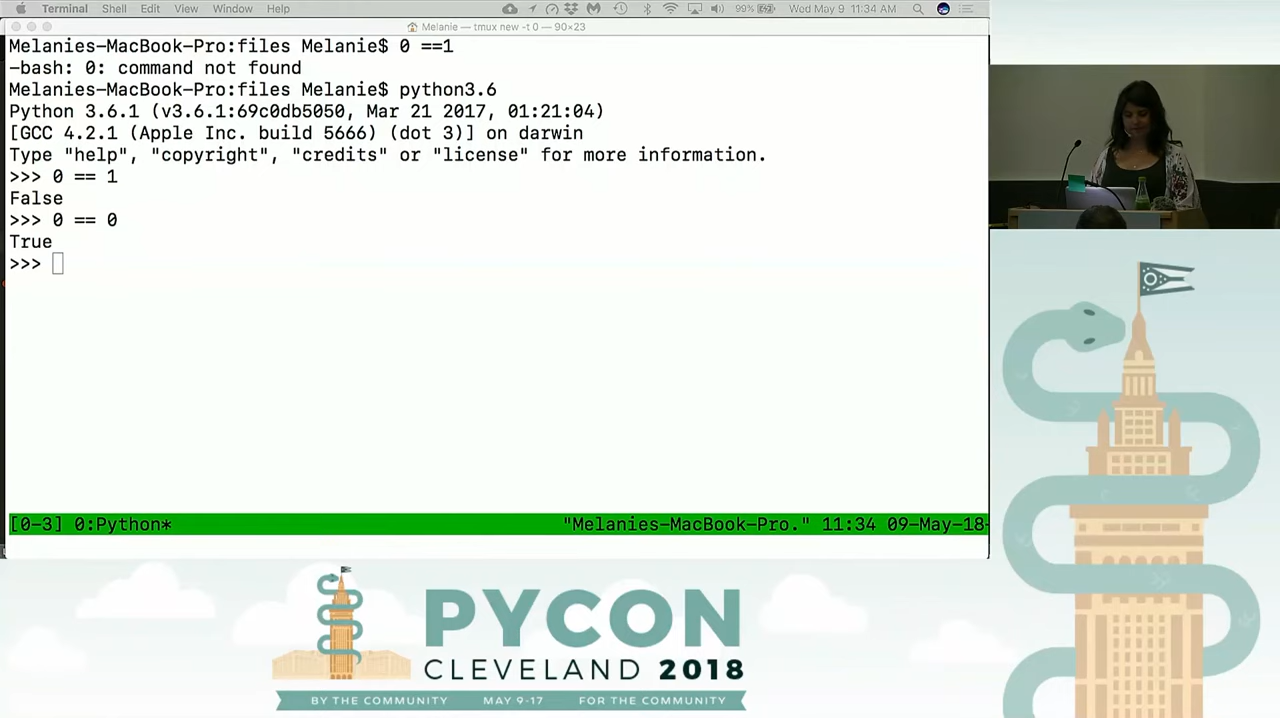 Terminal Shell Edit View Window Help 99% Wed May 9 11:34 AM
Melanie — tmux new -t 0 — 90×23
Melanies-MacBook-Pro:files Melanie$ 0 ==1
-bash: 0: command not found
Melanies-MacBook-Pro:files Melanie$ python3.6
Python 3.6.1 (v3.6.1:69c0db5050, Mar 21 2017, 01:21:04)
[GCC 4.2.1 (Apple Inc. build 5666) (dot 3)] on darwin
Type "help", "copyright", "credits" or "license" for more information.
>>> 0 == 1
False
>>> 0 == 0
True
>>>
[0-3] 0:Python* "Melanies-MacBook-Pro." 11:34 09-May-18
PYCON
CLEVELAND 2018
BY THE COMMUNITY MAY 9-17 FOR THE COMMUNITY